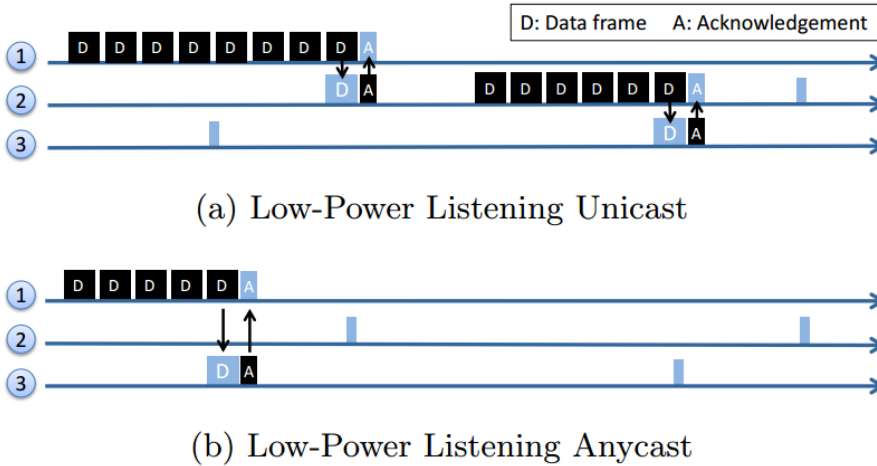 D: Data frame A: Acknowledgement
1 D D D D D D D D A
2 D A D D D D D D A
3 D A
(a) Low-Power Listening Unicast
1 D D D D D A
2
3 D A
(b) Low-Power Listening Anycast